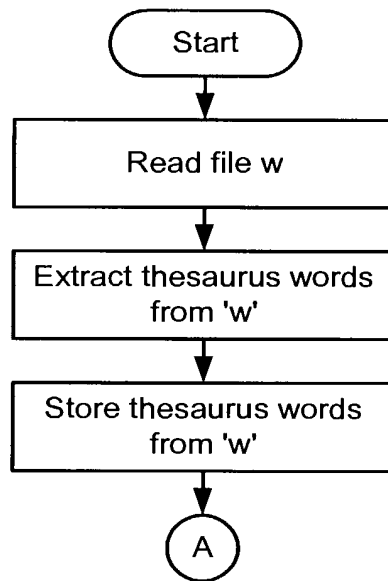 Start
Read file w
Extract thesaurus words
from 'w'
Store thesaurus words
from 'w'
A